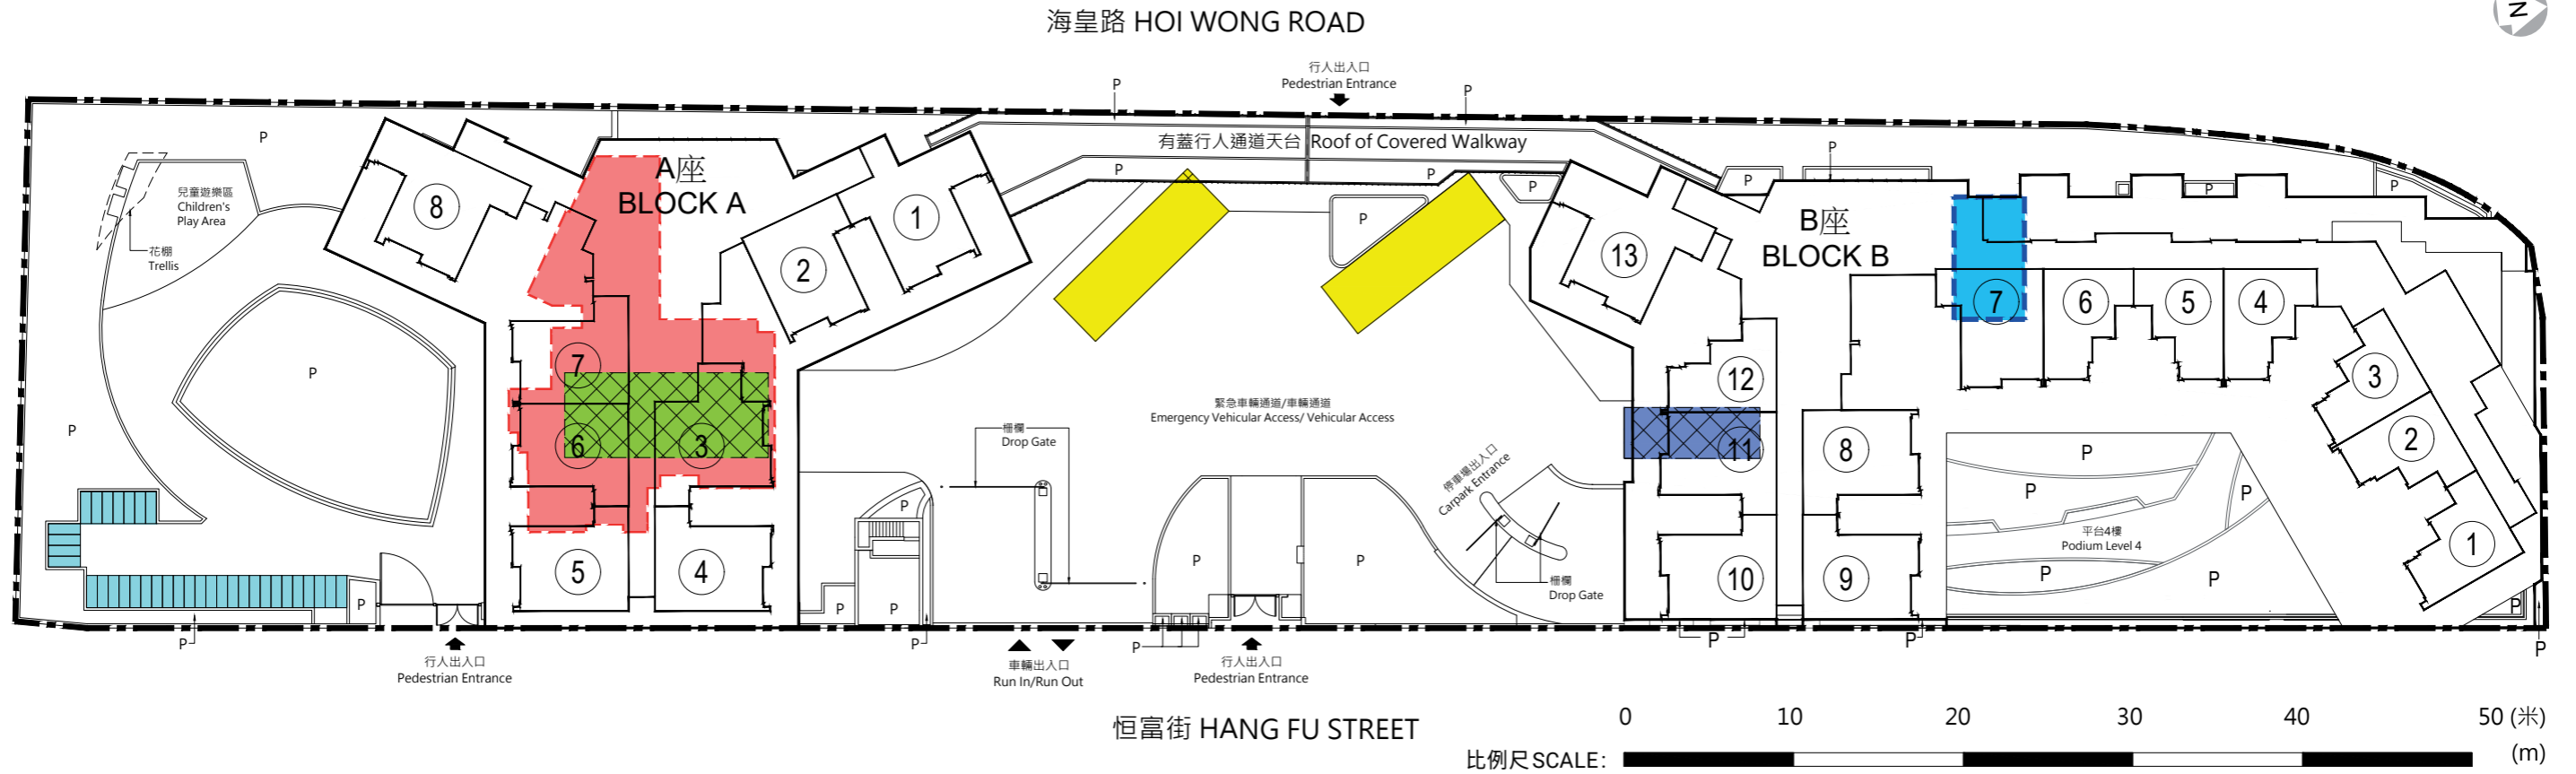 海皇路 HOI WONG ROAD
N
行人出入口
Pedestrian Entrance
P
P
P
有蓋行人通道天台 Roof of Covered Walkway
P
P
P
P
P
P
P
P
A座
BLOCK A
兒童遊樂區
Children's
Play Area
花棚
Trellis
8
1
2
7
6
3
5
4
P
P
B座
BLOCK B
13
12
11
10
7
6
5
4
3
2
1
8
9
緊急車輛通道/車輛通道
Emergency Vehicular Access/ Vehicular Access
柵欄
Drop Gate
停車場出入口
Carpark Entrance
柵欄
Drop Gate
P
P
P
P
P
P
P
P
P
平台4樓
Podium Level 4
P
P
P
P
P
P
P
P
P
P
行人出入口
Pedestrian Entrance
車輛出入口
Run In/Run Out
行人出入口
Pedestrian Entrance
恒富街 HANG FU STREET
0 10 20 30 40 50 (米)
(m)
比例尺SCALE: